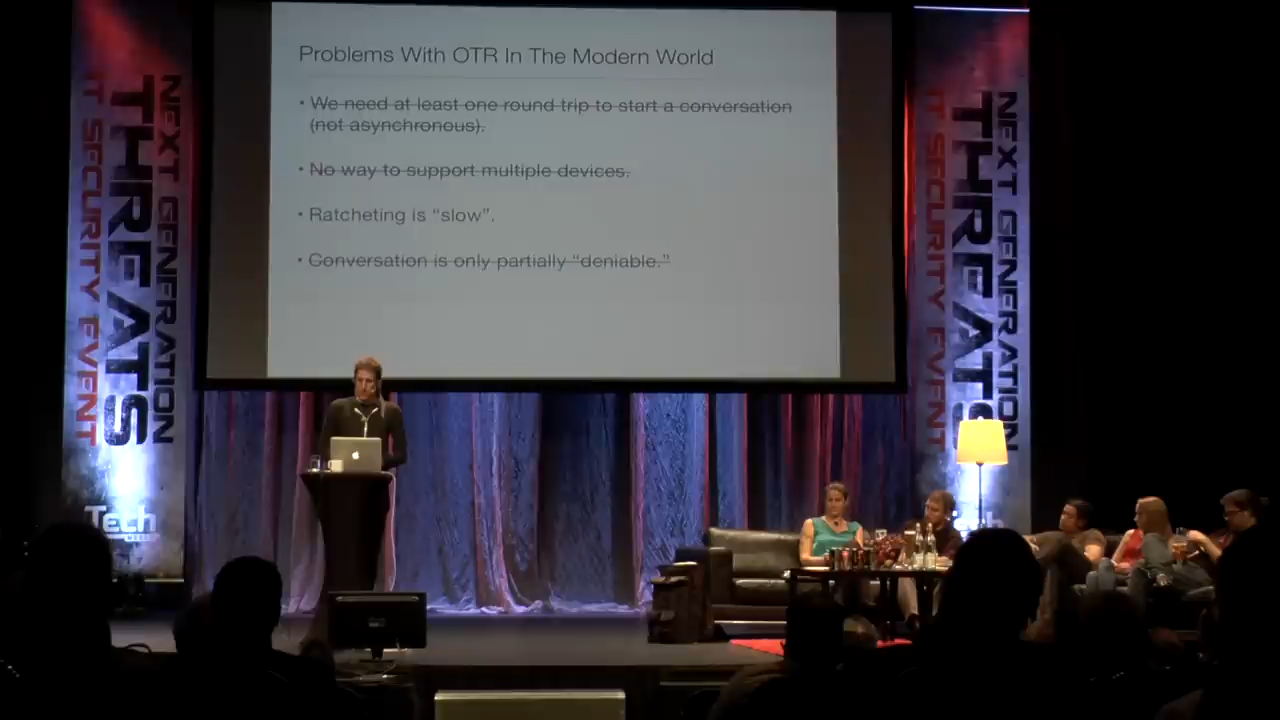 Problems With OTR In The Modern World
• We need at least one round trip to start a conversation
(not asynchronous).
• No way to support multiple devices.
• Ratcheting is “slow”.
• Conversation is only partially “deniable.”
NEXT GENERATION
THREATS
IT SECURITY EVENT
Tech
NEXT GENERATION
THREATS
IT SECURITY EVENT
Tech